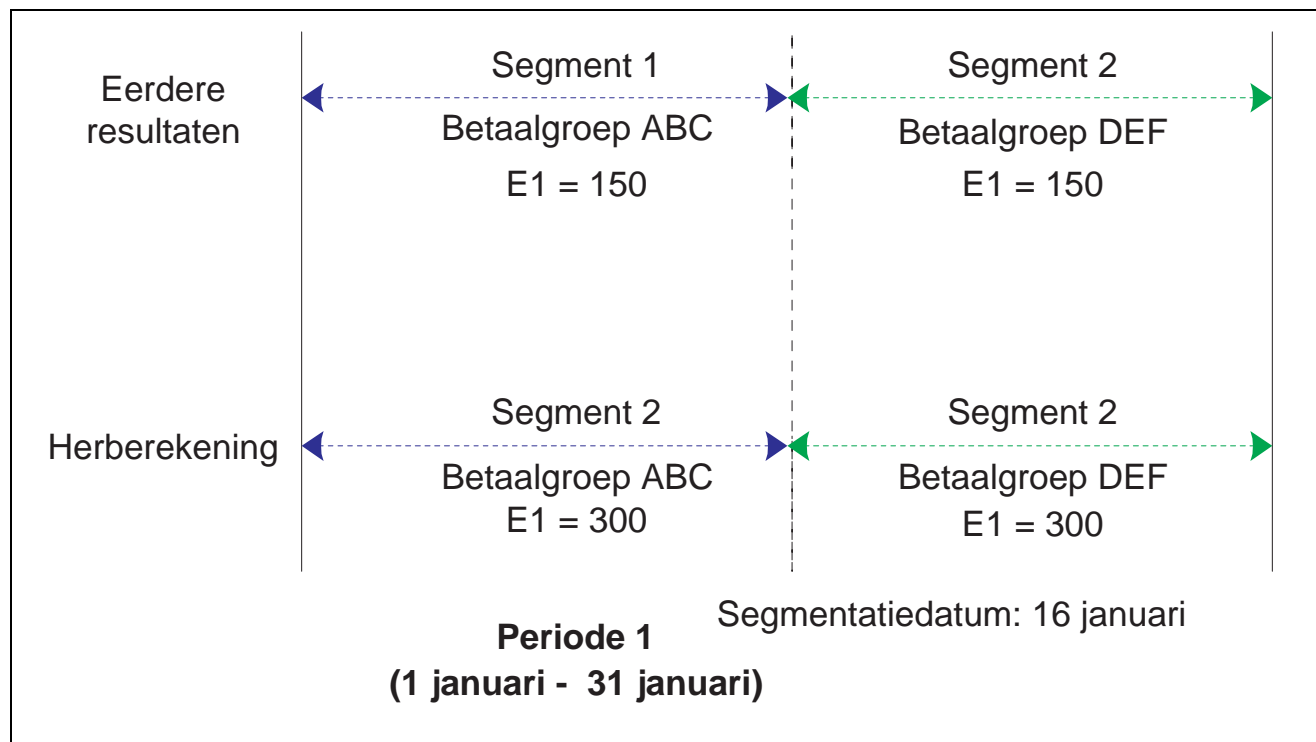 Eerdere
resultaten
Segment 1
Betaalgroep ABC
E1 = 150
Segment 2
Betaalgroep DEF
E1 = 150
Herberekening
Segment 2
Betaalgroep ABC
E1 = 300
Segment 2
Betaalgroep DEF
E1 = 300
Segmentatiedatum: 16 januari
Periode 1
(1 januari - 31 januari)